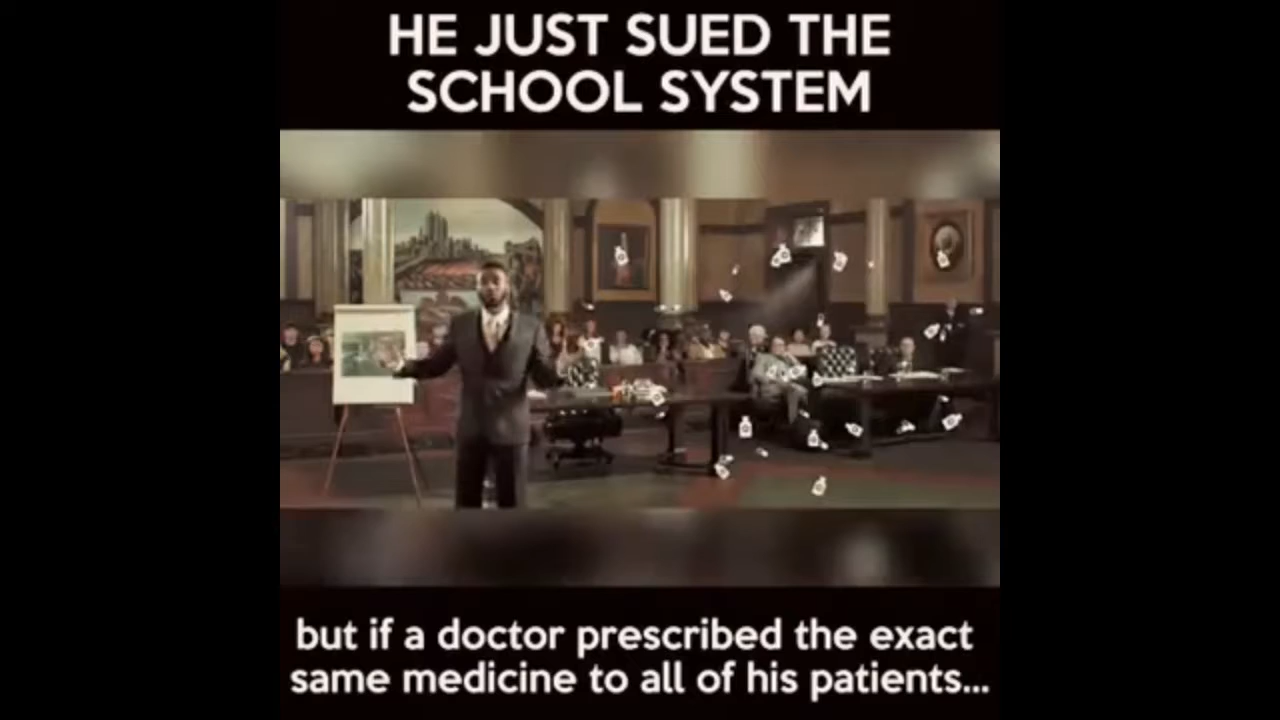 HE JUST SUED THE
SCHOOL SYSTEM
but if a doctor prescribed the exact
same medicine to all of his patients...